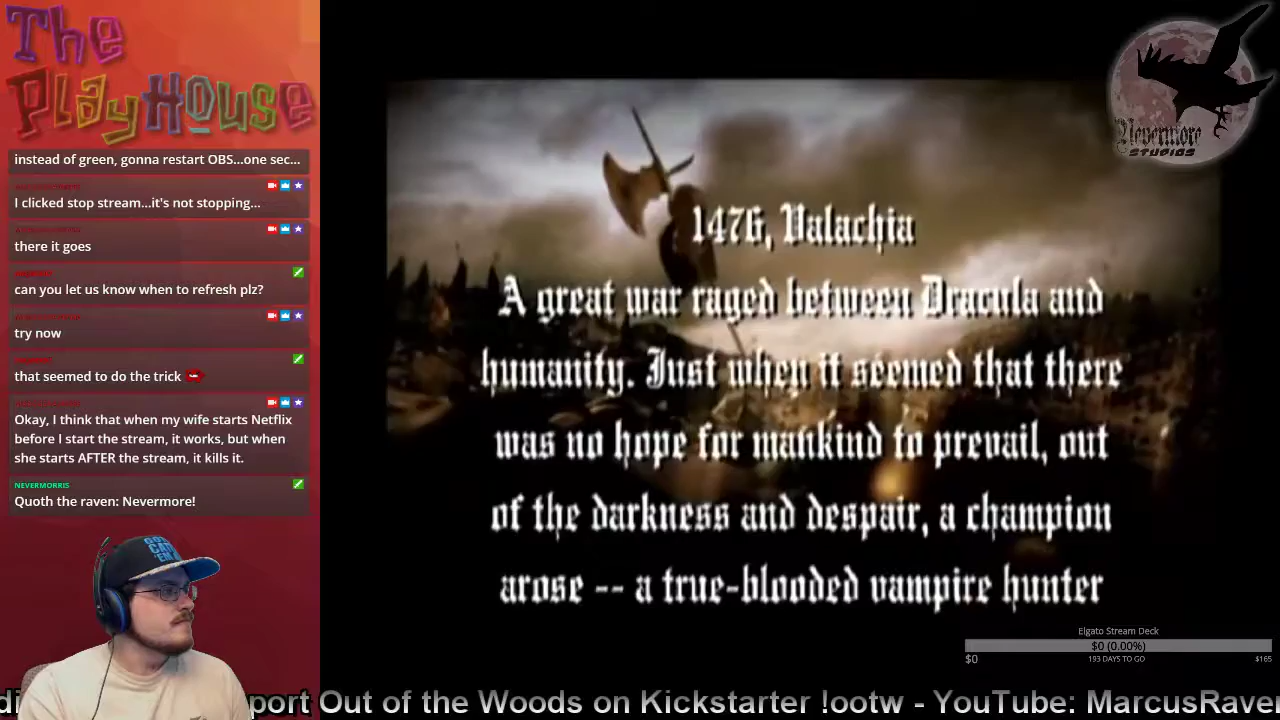 The
PlayHouse
instead of green, gonna restart OBS...one sec...
I clicked stop stream...it's not stopping...
there it goes
can you let us know when to refresh plz?
try now
that seemed to do the trick
Okay, I think that when my wife starts Netflix
before I start the stream, it works, but when
she starts AFTER the stream, it kills it.
NEVERMORRIS
Quoth the raven: Nevermore!
GOTTA
CATCH
'EM
1476, Valachia
A great war raged between Dracula and
humanity. Just when it seemed that there
was no hope for mankind to prevail, out
of the darkness and despair, a champion
arose -- a true-blooded vampire hunter
Nevermore
STUDIOS
Elgato Stream Deck
$0 (0.00%)
$0 193 DAYS TO GO $165
port Out of the Woods on Kickstarter !ootw - YouTube: MarcusRaven